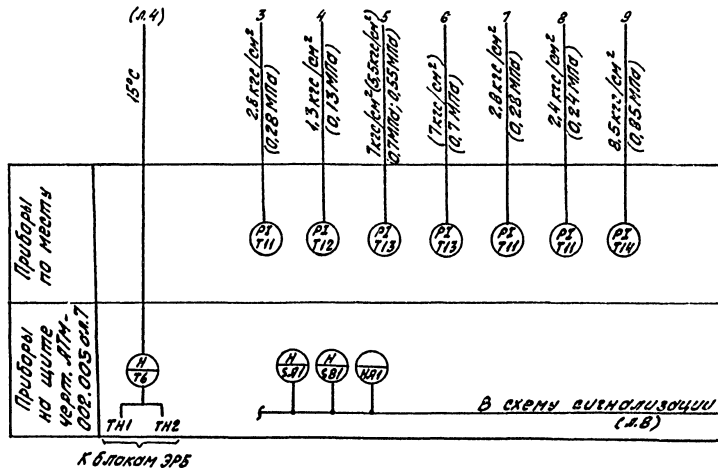 (л.4)
3
4
5
6
7
8
9
15°С
2,8 кгс/см²
(0,28 МПа)
1,3 кгс/см²
(0,13 МПа)
7кгс/см²(5,5кгс/см²)
(0,7МПа; 0,55МПа)
(7кгс/см²)
(0,7 МПа)
2,8 кгс/см²
(0,28 МПа)
2,4 кгс/см²
(0,24 МПа)
8,5 кгс/см²
(0,85 МПа)
Приборы
по месту
PI
T11
PI
T12
PI
T13
PI
T13
PI
T11
PI
T11
PI
T14
Приборы
на щите
черт. АТМ-
002.005 ал.7
H
T6
H
SA1
H
SB1
HA1
ТН1
ТН2
В схему сигнализации
(л.8)
К блокам ЭРБ